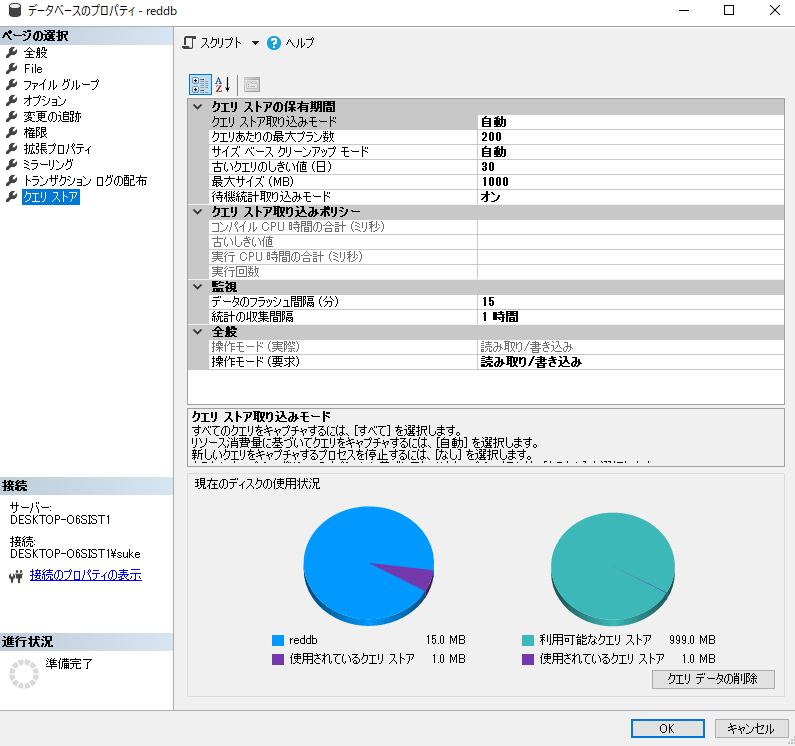 データベースのプロパティ - reddb
ページの選択
全般
File
ファイル グループ
オプション
変更の追跡
権限
拡張プロパティ
ミラーリング
トランザクション ログの配布
クエリ ストア
スクリプト
ヘルプ
クエリ ストアの保有期間
クエリ ストア取り込みモード 自動
クエリあたりの最大プラン数 200
サイズ ベース クリーンアップ モード 自動
古いクエリのしきい値 (日) 30
最大サイズ (MB) 1000
待機統計取り込みモード オン
クエリ ストア取り込みポリシー
コンパイル CPU 時間の合計 (ミリ秒)
古いしきい値
実行 CPU 時間の合計 (ミリ秒)
実行回数
監視
データのフラッシュ間隔 (分) 15
統計の収集間隔 1 時間
全般
操作モード (実際) 読み取り/書き込み
操作モード (要求) 読み取り/書き込み
クエリ ストア取り込みモード
すべてのクエリをキャプチャするには、[すべて] を選択します。
リソース消費量に基づいてクエリをキャプチャするには、[自動] を選択します。
新しいクエリをキャプチャするプロセスを停止するには、[なし] を選択します。
接続
サーバー:
DESKTOP-O6SIST1
接続:
DESKTOP-O6SIST1¥suke
接続のプロパティの表示
進行状況
準備完了
現在のディスクの使用状況
reddb 15.0 MB
使用されているクエリ ストア 1.0 MB
利用可能なクエリ ストア 999.0 MB
使用されているクエリ ストア 1.0 MB
クエリ データの削除
OK
キャンセル